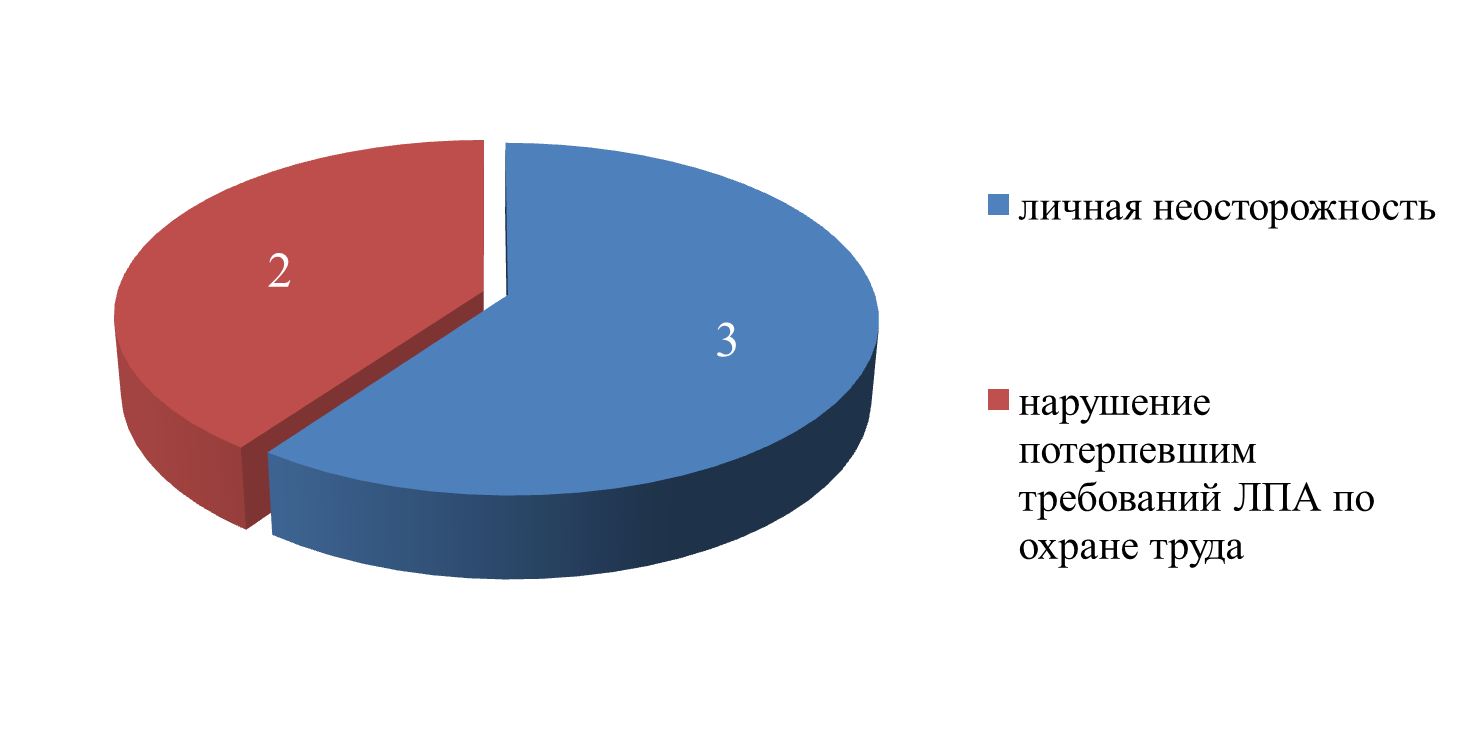 2
3
личная неосторожность
нарушение
потерпевшим
требований ЛПА по
охране труда